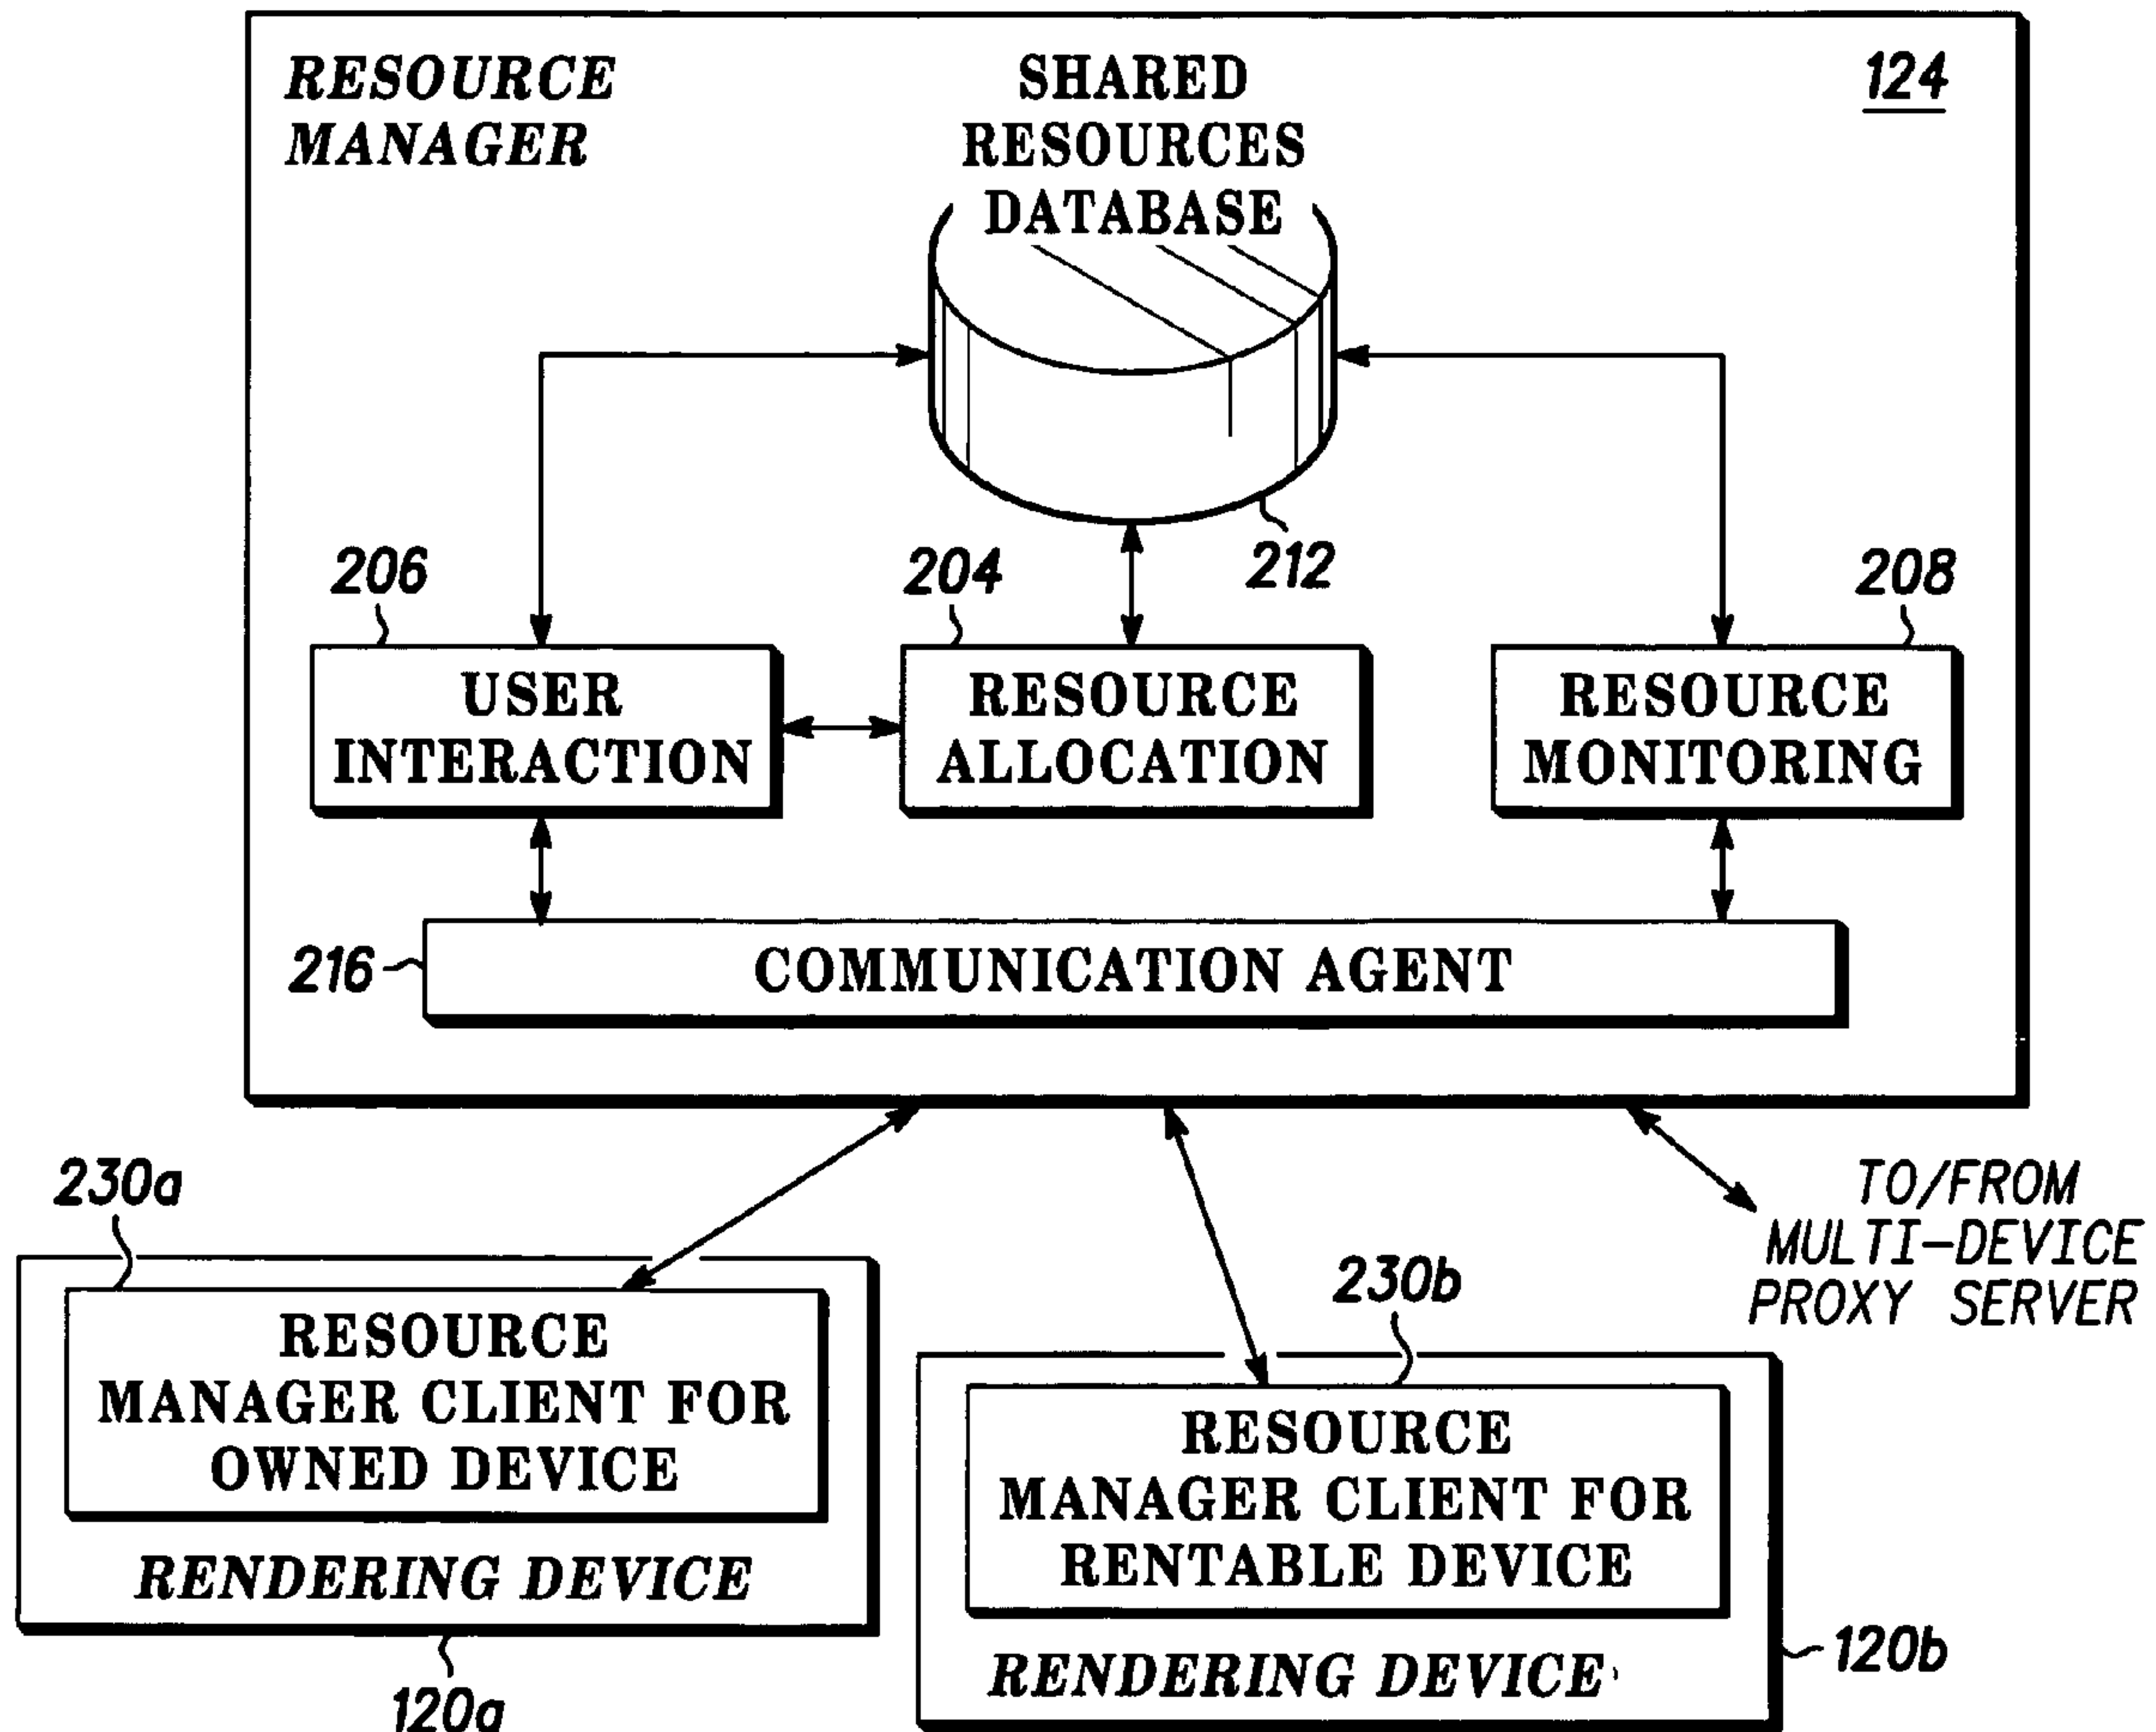 RESOURCE
MANAGER
SHARED
RESOURCES
DATABASE
124
212
206
204
208
USER
INTERACTION
RESOURCE
ALLOCATION
RESOURCE
MONITORING
216
COMMUNICATION AGENT
230a
TO/FROM
MULTI-DEVICE
PROXY SERVER
RESOURCE
MANAGER CLIENT FOR
OWNED DEVICE
RENDERING DEVICE
120a
230b
RESOURCE
MANAGER CLIENT FOR
RENTABLE DEVICE
RENDERING DEVICE
120b